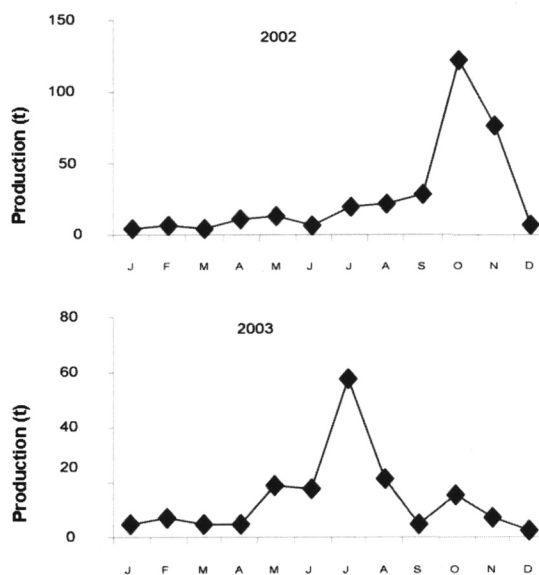 150
2002
100
Production (t)
50
0
J F M A M J J A S O N D
80
2003
60
Production (t)
40
20
0
J F M A M J J A S O N D